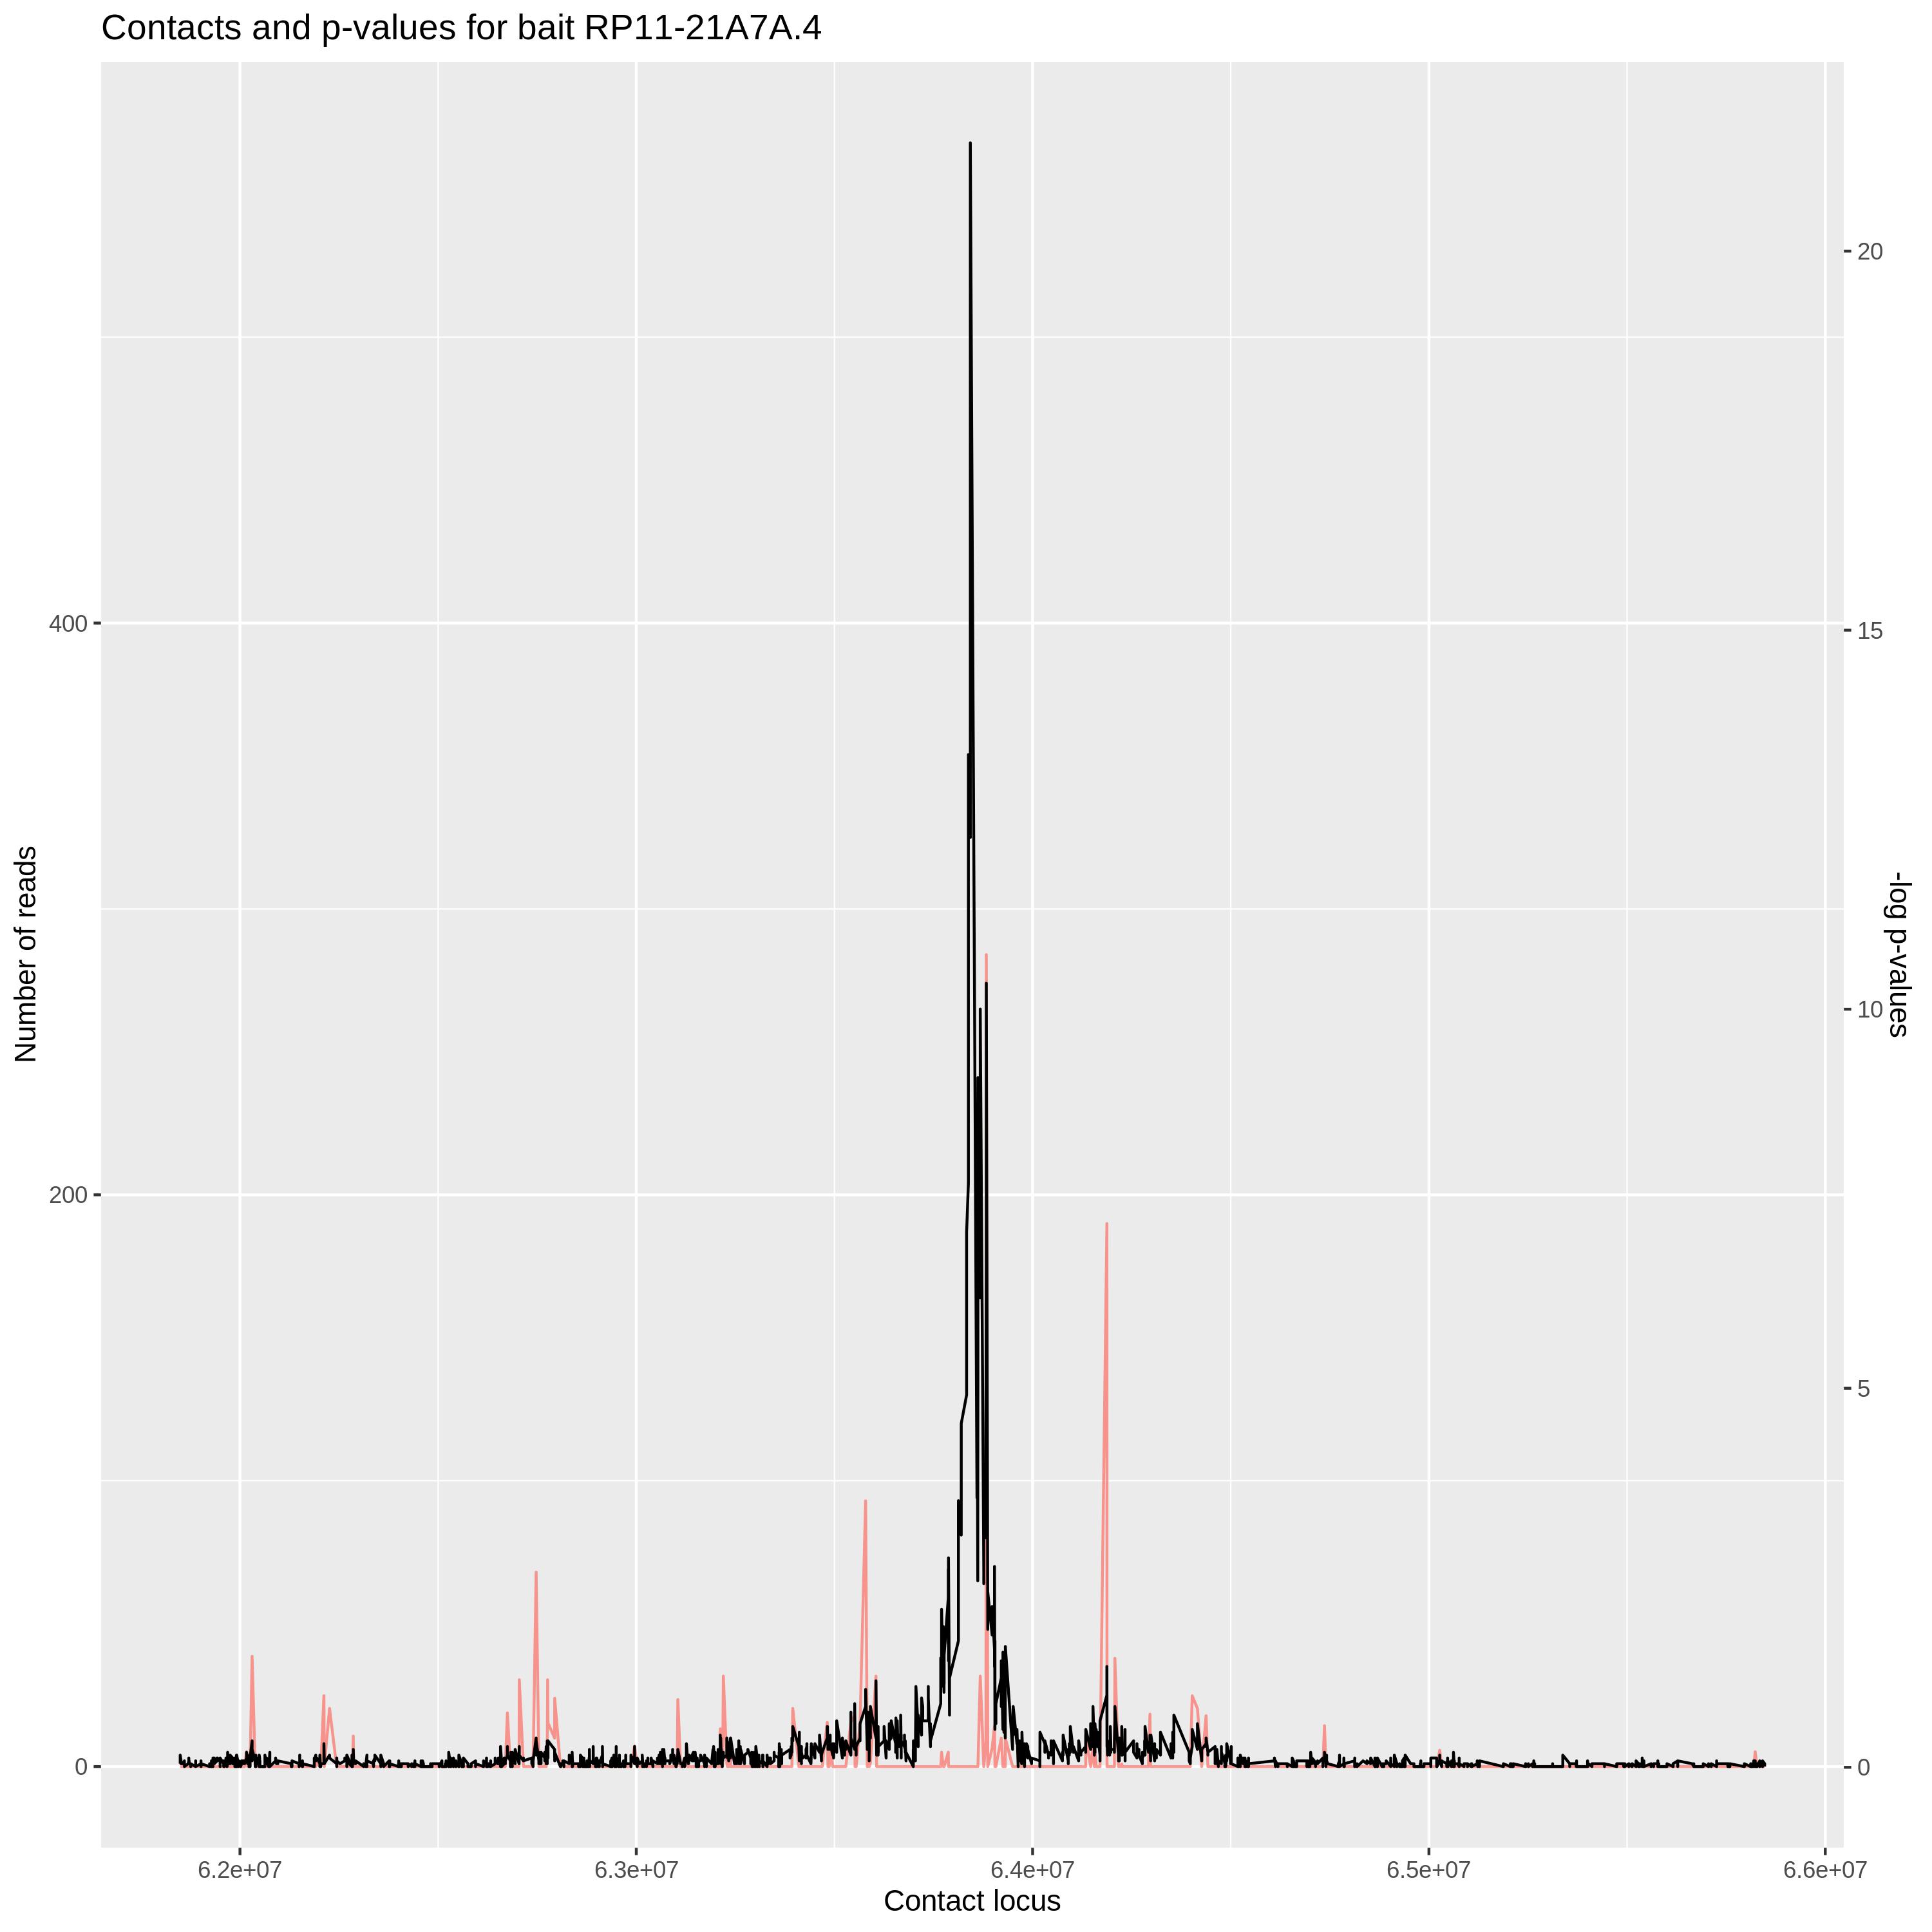 Contacts and p-values for bait RP11-21A7A.4
Number of reads
400
200
0
20
15
10
5
0
-log p-values
6.2e+07
6.3e+07
6.4e+07
6.5e+07
6.6e+07
Contact locus